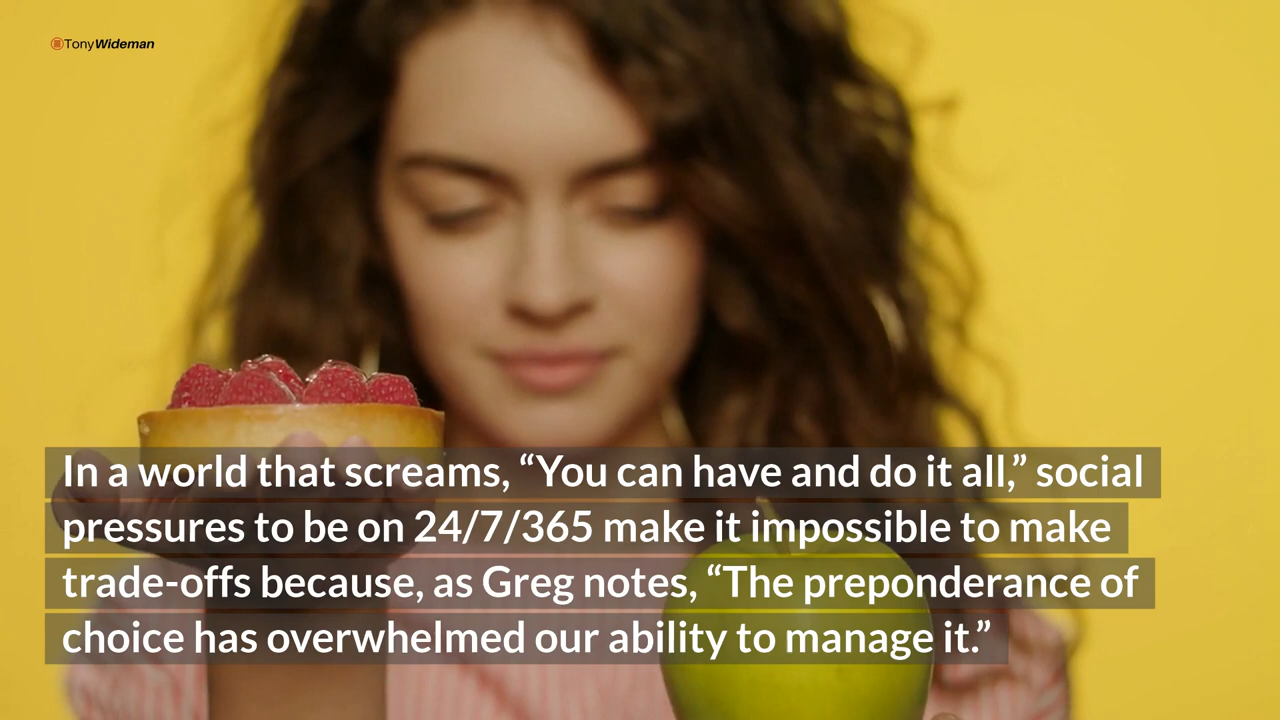 TonyWideman
In a world that screams, “You can have and do it all,” social
pressures to be on 24/7/365 make it impossible to make
trade-offs because, as Greg notes, “The preponderance of
choice has overwhelmed our ability to manage it.”